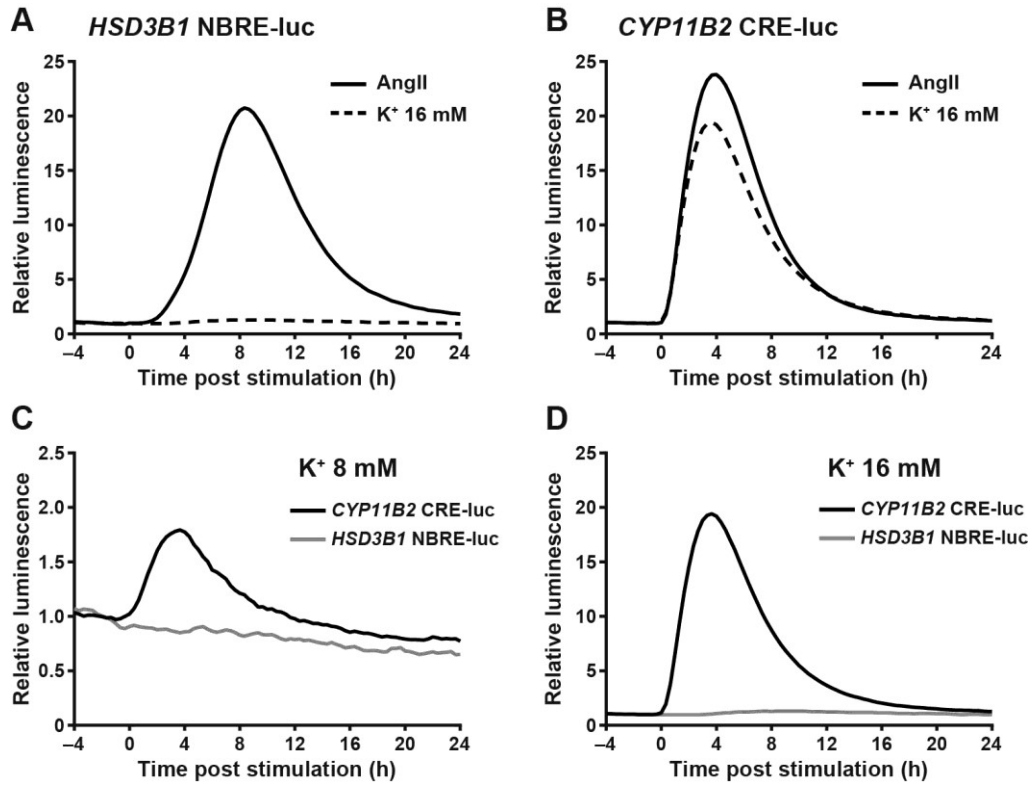 A
HSD3B1 NBRE-luc
25
20
15
10
5
0
Relative luminescence
AngII
K⁺ 16 mM
–4 0 4 8 12 16 20 24
Time post stimulation (h)
B
CYP11B2 CRE-luc
25
20
15
10
5
0
Relative luminescence
AngII
K⁺ 16 mM
–4 0 4 8 12 16 20 24
Time post stimulation (h)
C
K⁺ 8 mM
2.5
2.0
1.5
1.0
0.5
0
Relative luminescence
CYP11B2 CRE-luc
HSD3B1 NBRE-luc
–4 0 4 8 12 16 20 24
Time post stimulation (h)
D
K⁺ 16 mM
25
20
15
10
5
0
Relative luminescence
CYP11B2 CRE-luc
HSD3B1 NBRE-luc
–4 0 4 8 12 16 20 24
Time post stimulation (h)